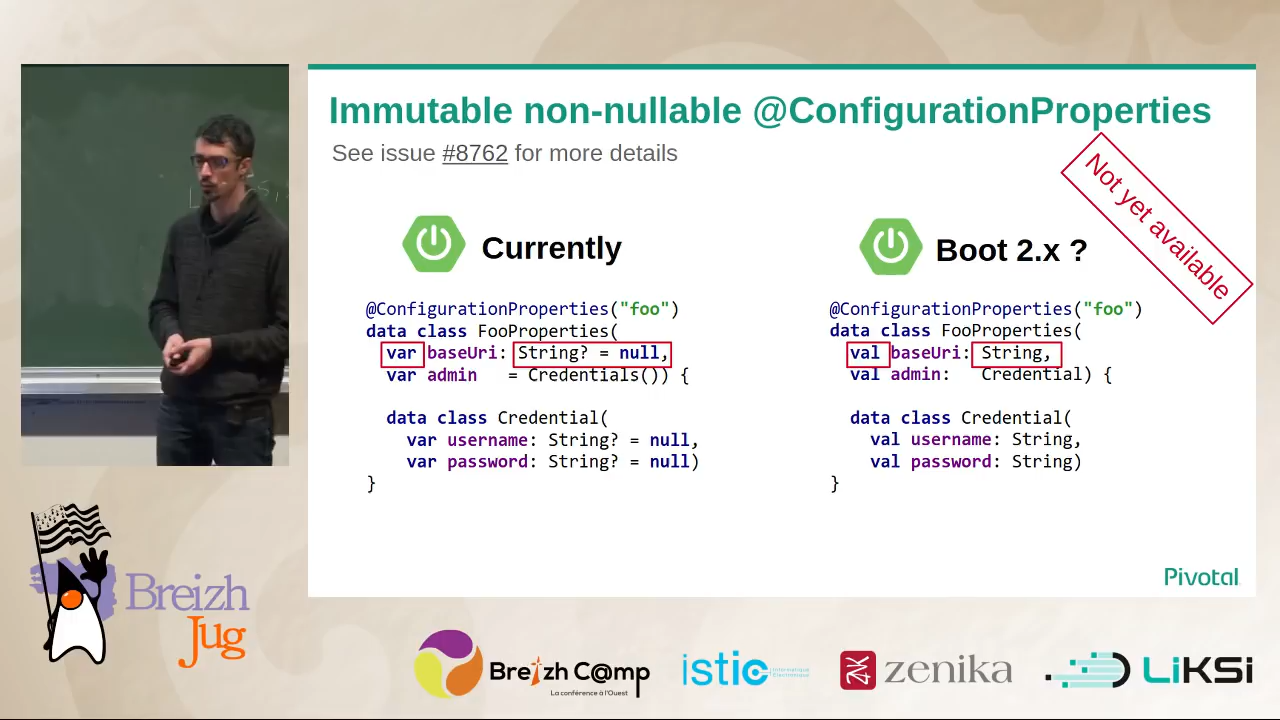 Immutable non-nullable @ConfigurationProperties
See issue #8762 for more details
Not yet available
Currently
@ConfigurationProperties("foo")
data class FooProperties(
var baseUri: String? = null,
var admin = Credentials()) {
data class Credential(
var username: String? = null,
var password: String? = null)
}
Boot 2.x ?
@ConfigurationProperties("foo")
data class FooProperties(
val baseUri: String,
val admin: Credential) {
data class Credential(
val username: String,
val password: String)
}
Pivotal
Breizh
Jug
Breizh C@mp
La conférence à l'Ouest
istic
Informatique
Electronique
ZK
zenika
LiKSi